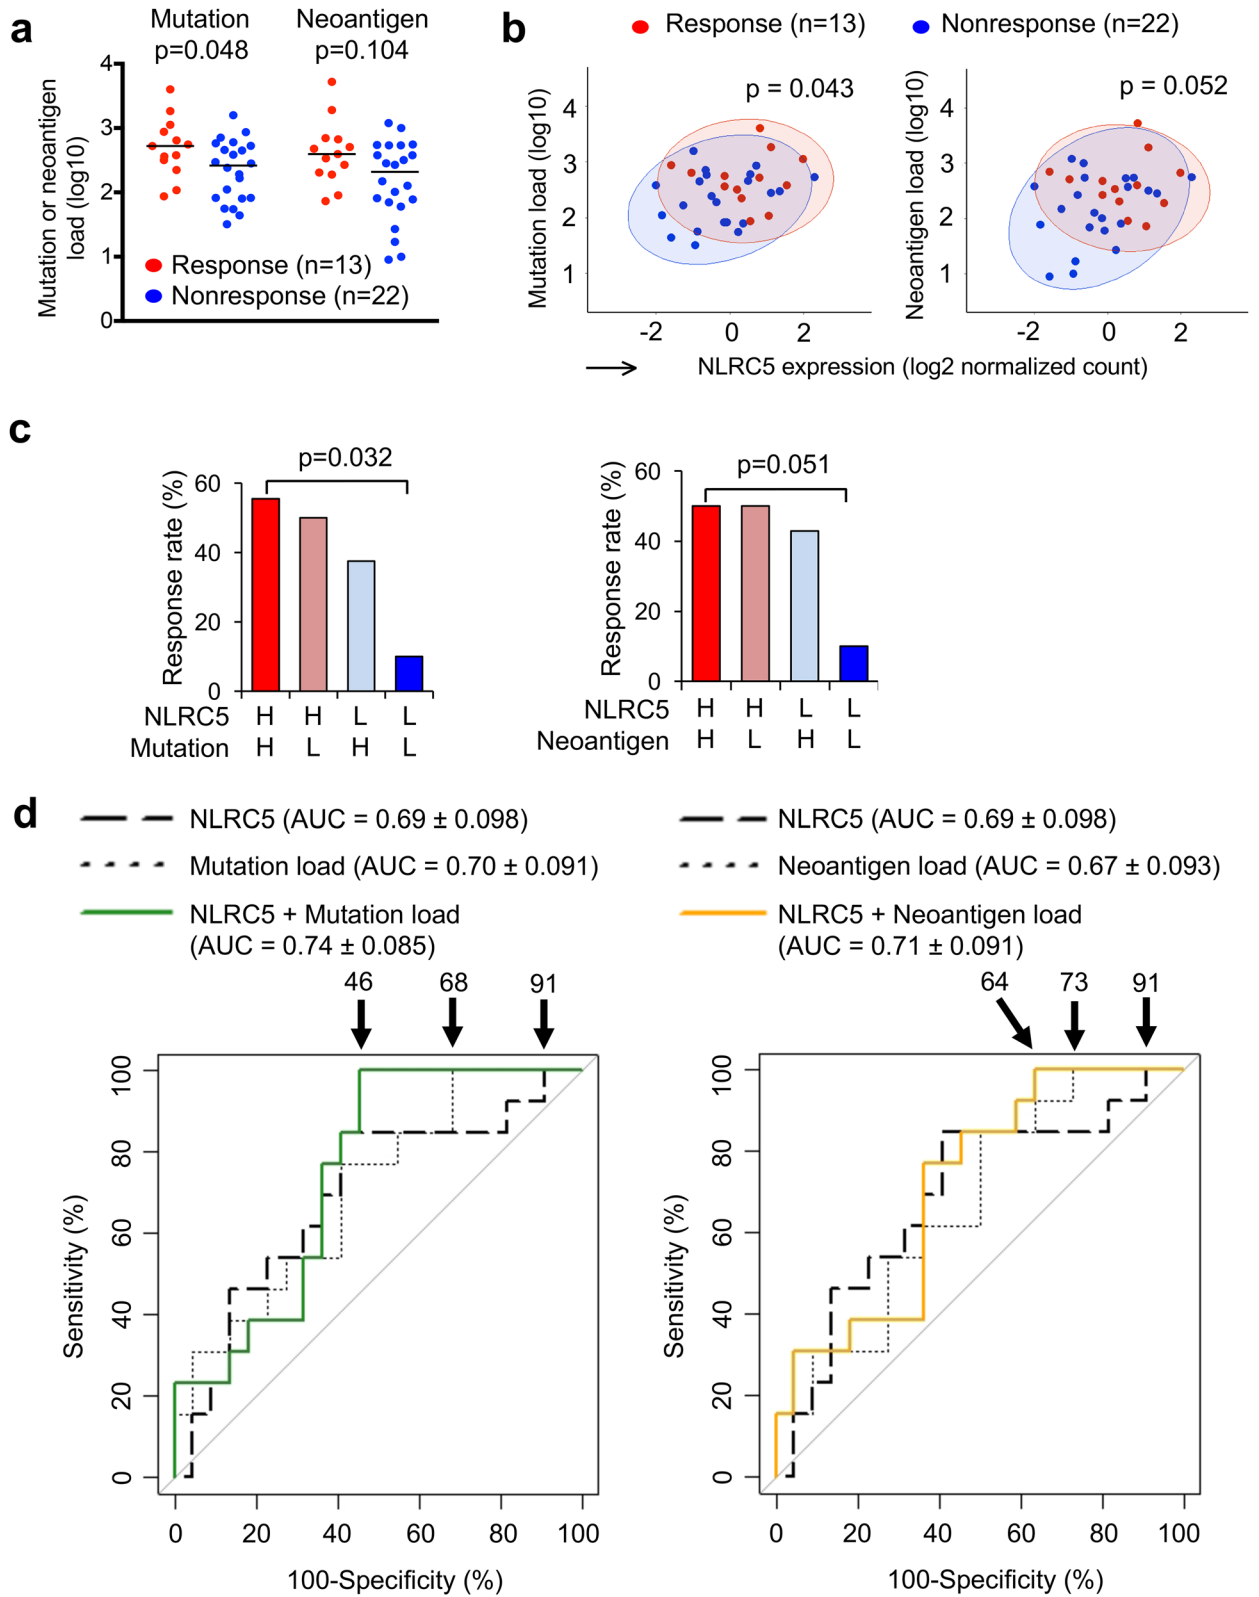 a
Mutation
p=0.048
Neoantigen
p=0.104
Mutation or neoantigen
load (log10)
4
3
2
1
0
Response (n=13)
Nonresponse (n=22)
b
Response (n=13)
Nonresponse (n=22)
p = 0.043
Mutation load (log10)
4
3
2
1
-2 0 2
p = 0.052
Neoantigen load (log10)
4
3
2
1
-2 0 2
NLRC5 expression (log2 normalized count)
c
p=0.032
Response rate (%)
60
40
20
0
NLRC5 H H L L
Mutation H L H L
p=0.051
Response rate (%)
60
40
20
0
NLRC5 H H L L
Neoantigen H L H L
d
NLRC5 (AUC = 0.69 ± 0.098)
Mutation load (AUC = 0.70 ± 0.091)
NLRC5 + Mutation load
(AUC = 0.74 ± 0.085)
46 68 91
Sensitivity (%)
100
80
60
40
20
0
0 20 40 60 80 100
100-Specificity (%)
NLRC5 (AUC = 0.69 ± 0.098)
Neoantigen load (AUC = 0.67 ± 0.093)
NLRC5 + Neoantigen load
(AUC = 0.71 ± 0.091)
64 73 91
Sensitivity (%)
100
80
60
40
20
0
0 20 40 60 80 100
100-Specificity (%)